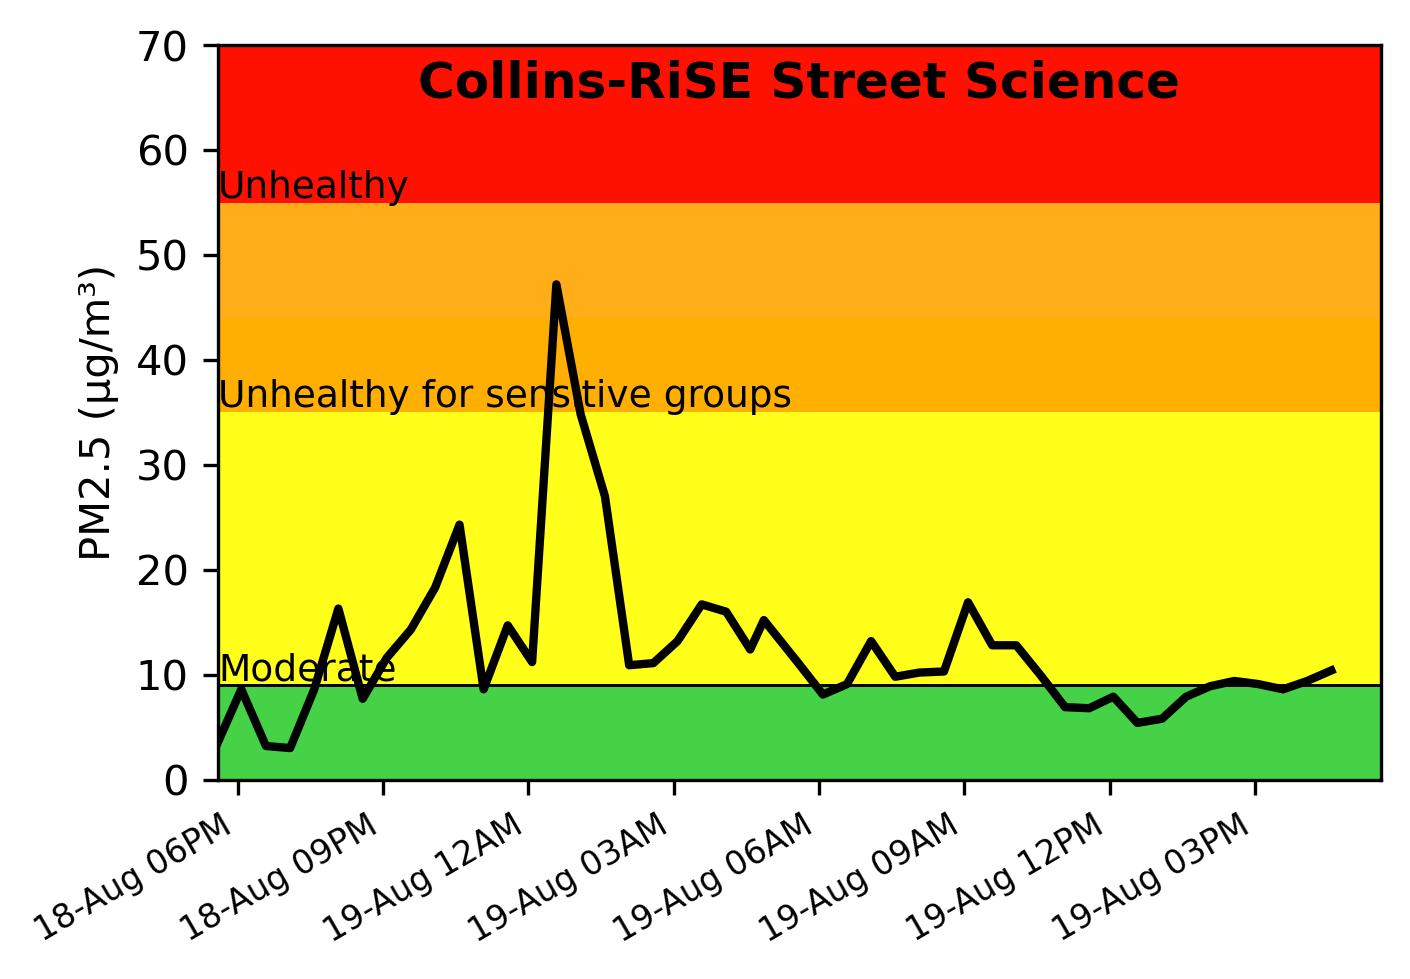 Collins-RiSE Street Science
70
60
Unhealthy
50
40
Unhealthy for sensitive groups
PM2.5 (µg/m³)
30
20
10
Moderate
0
18-Aug 06PM
18-Aug 09PM
19-Aug 12AM
19-Aug 03AM
19-Aug 06AM
19-Aug 09AM
19-Aug 12PM
19-Aug 03PM